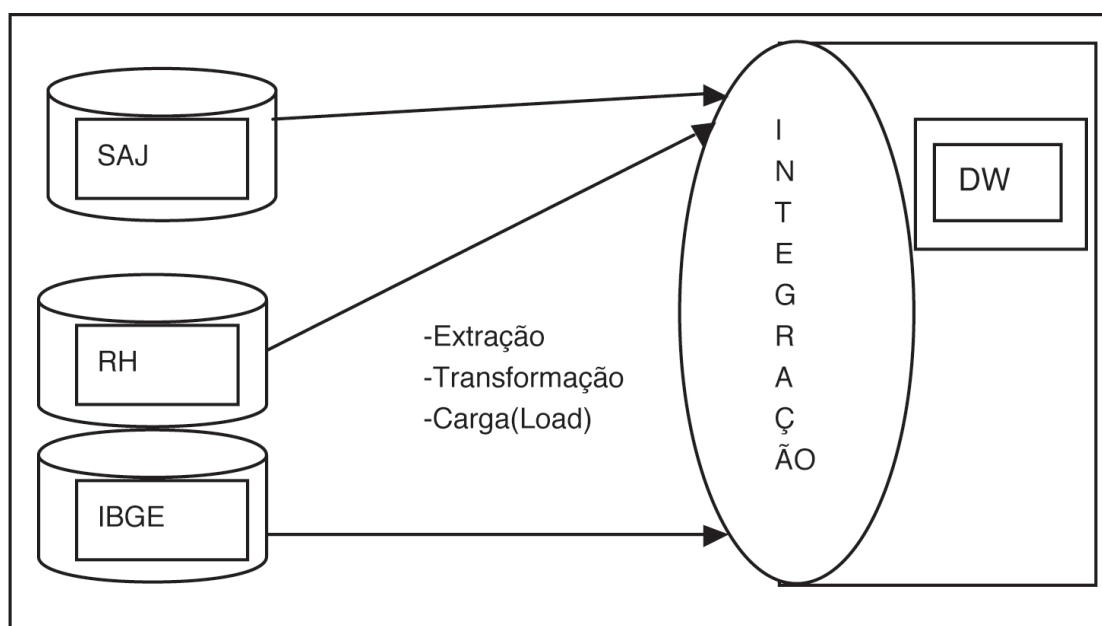 SAJ
RH
IBGE
-Extração
-Transformação
-Carga(Load)
I
N
T
E
G
R
A
Ç
ÃO
DW